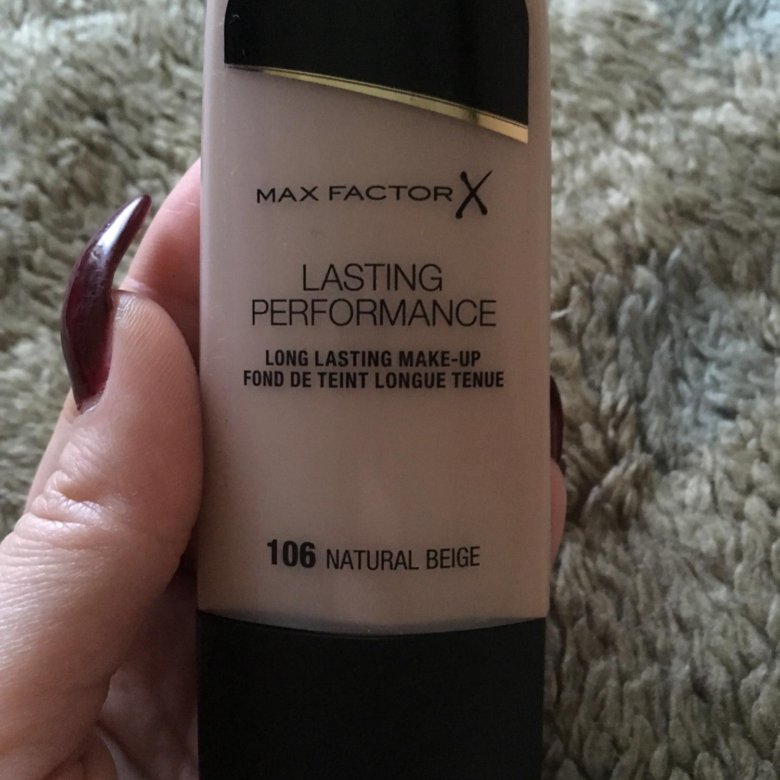 MAX FACTOR X
LASTING
PERFORMANCE
LONG LASTING MAKE-UP
FOND DE TEINT LONGUE TENUE
106 NATURAL BEIGE